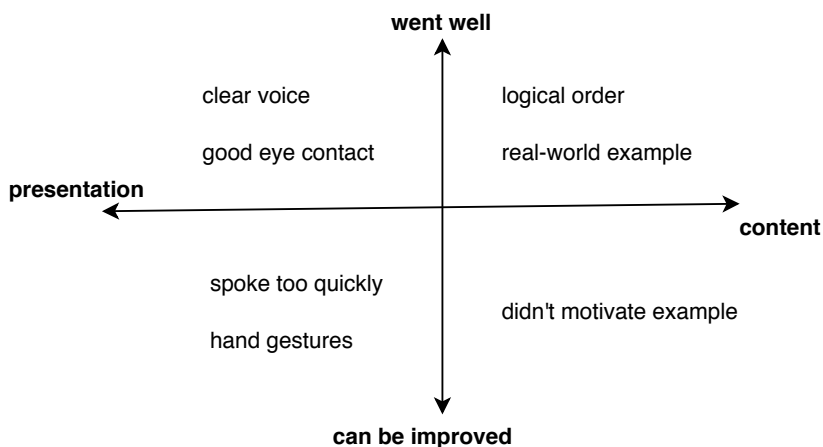 went well
clear voice
logical order
good eye contact
real-world example
presentation
content
spoke too quickly
didn't motivate example
hand gestures
can be improved